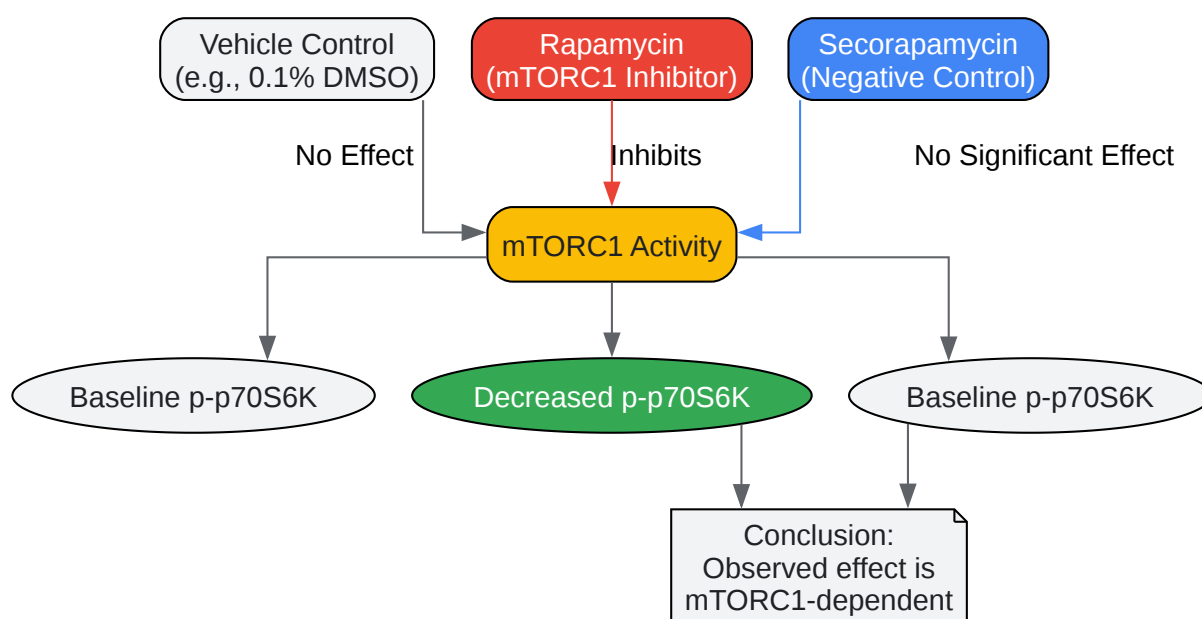 Vehicle Control
(e.g., 0.1% DMSO)
Rapamycin
(mTORC1 Inhibitor)
Secorapamycin
(Negative Control)
No Effect
Inhibits
No Significant Effect
mTORC1 Activity
Baseline p-p70S6K
Decreased p-p70S6K
Baseline p-p70S6K
Conclusion:
Observed effect is
mTORC1-dependent